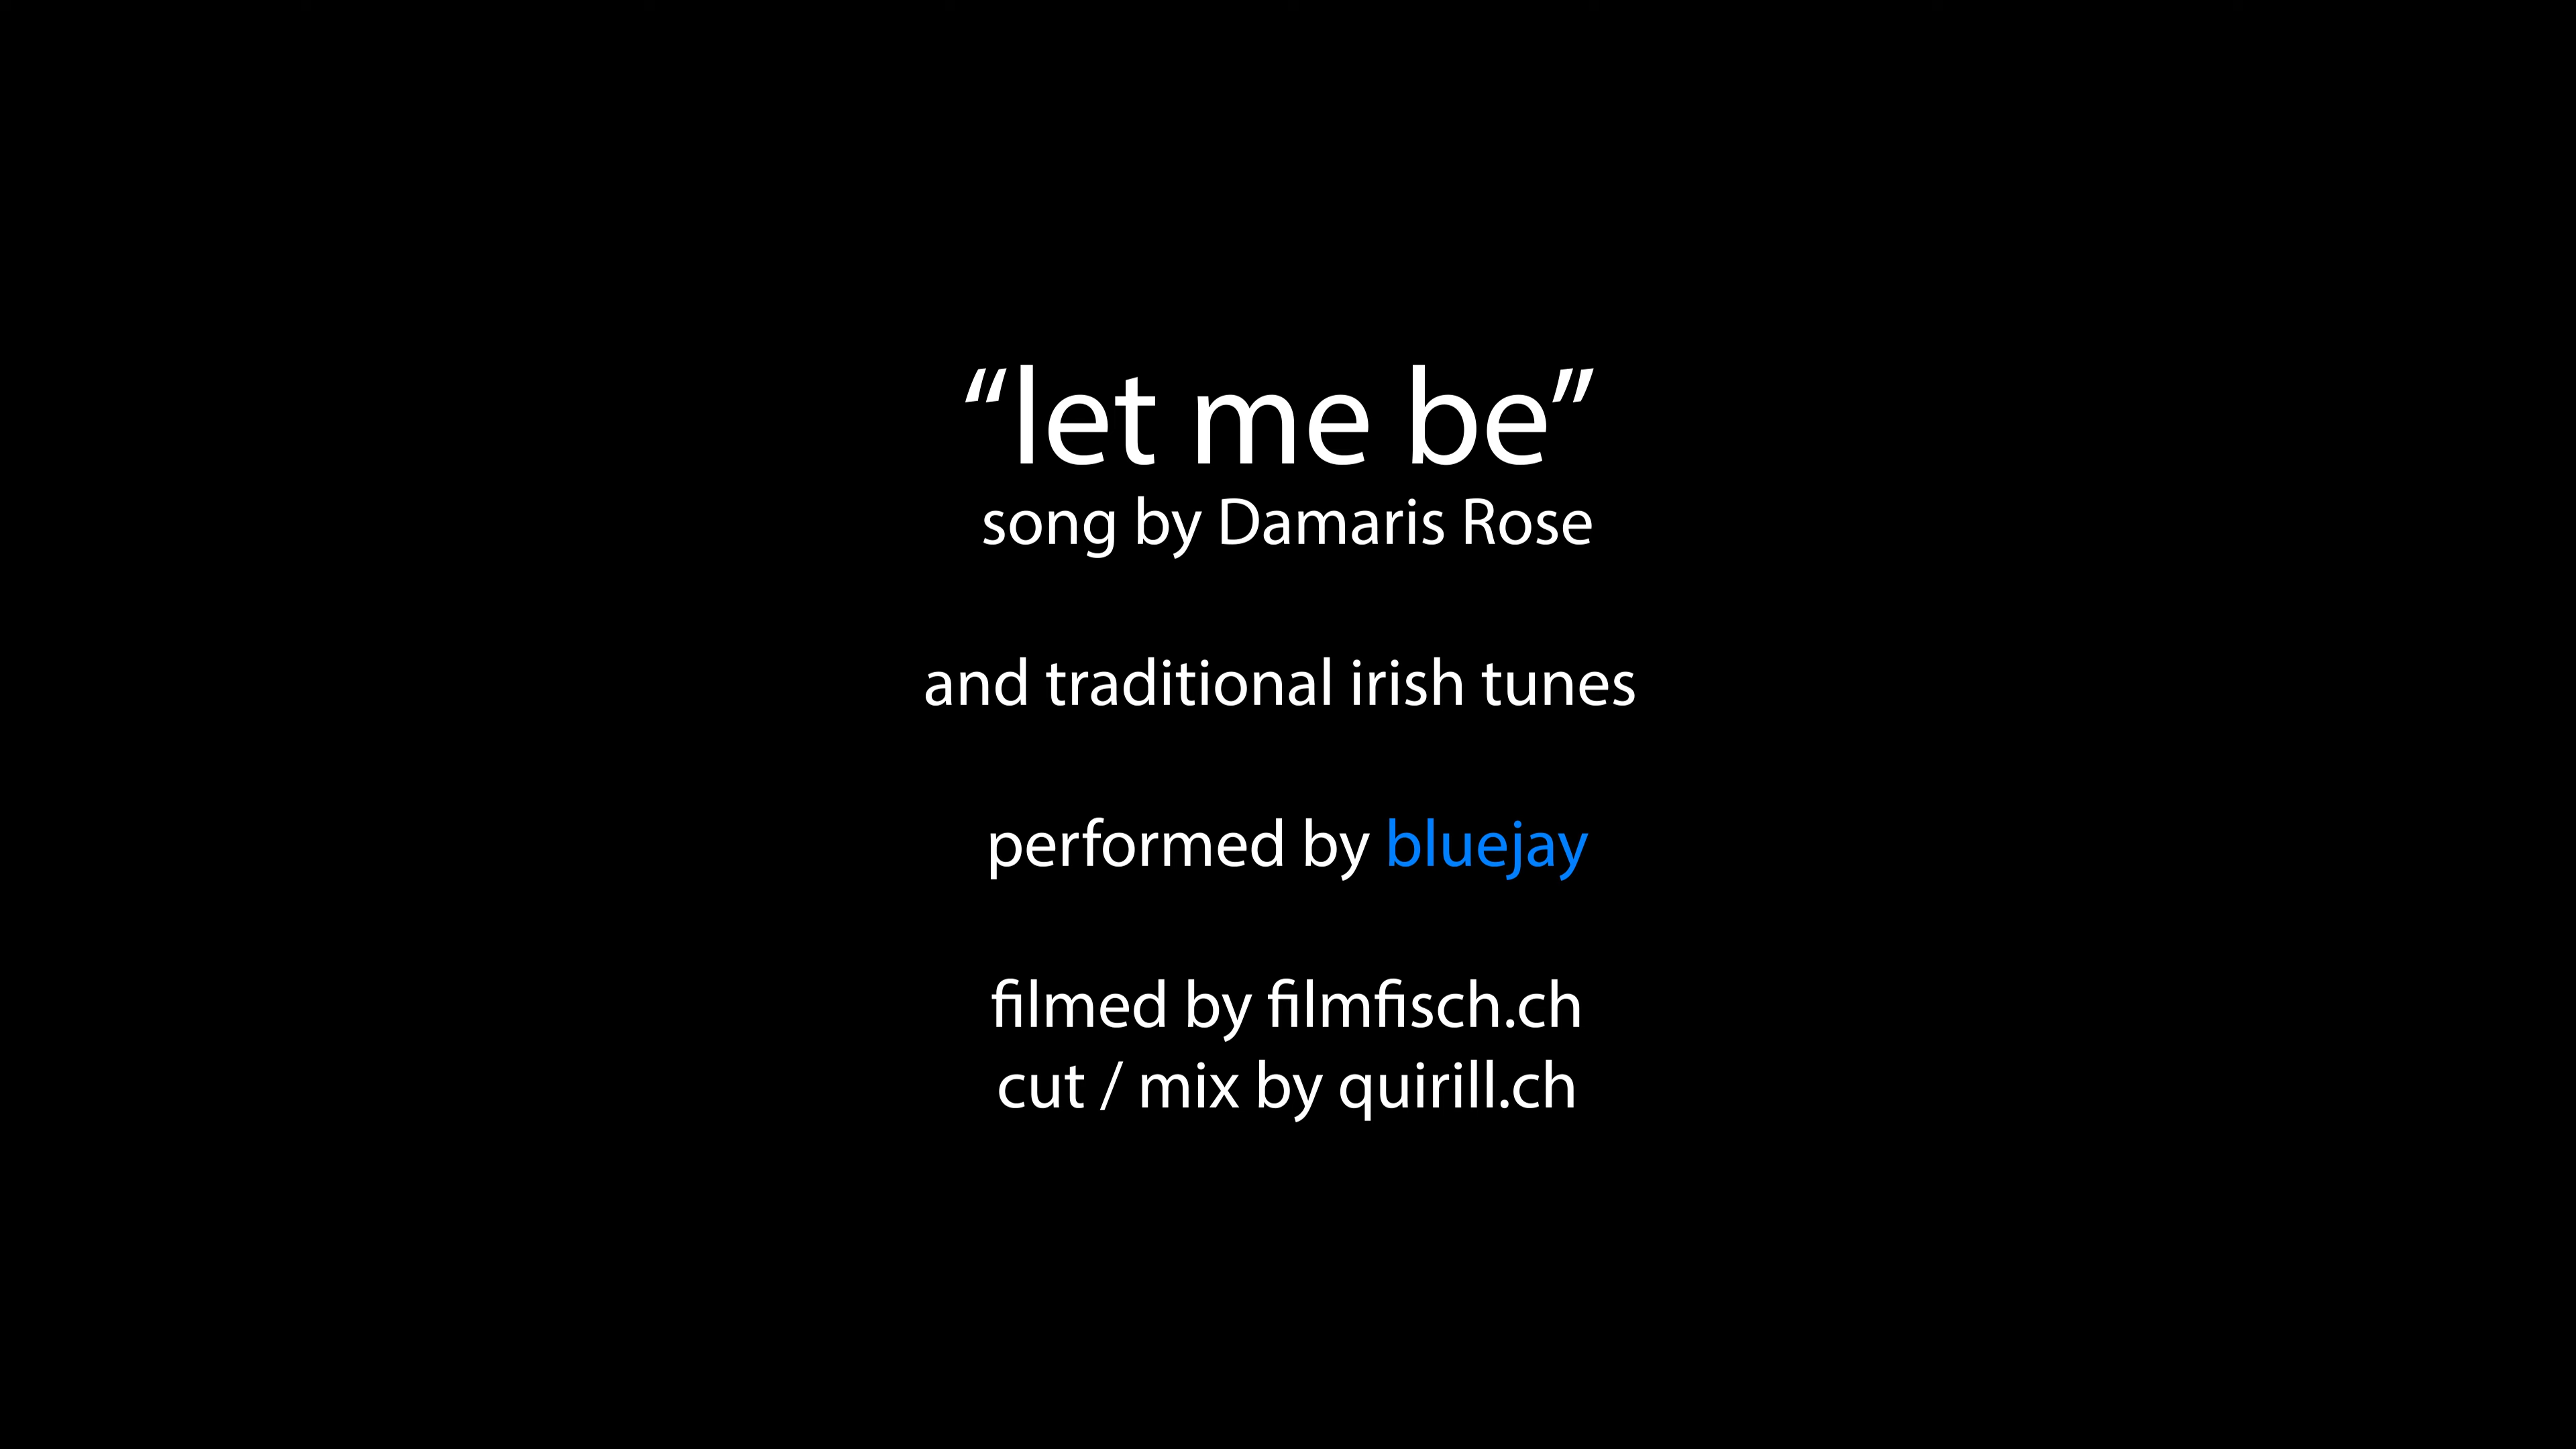 “let me be”
song by Damaris Rose
and traditional irish tunes
performed by bluejay
filmed by filmfisch.ch
cut / mix by quirill.ch